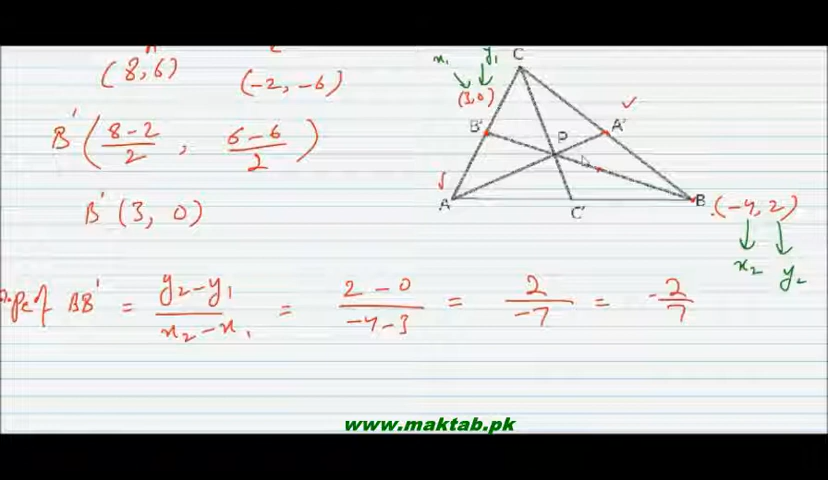 (8,6) (-2, -6)
B' ( 8-2 / 2 , 6-6 / 2 )
B' (3, 0)
x₁ y₁
(3,0)
C
B' P A'
A C' B (-4, 2)
x₂ y₂
BB' = y₂-y₁ / x₂-x₁ = 2-0 / -4-3 = 2 / -7 = -2/7
www.maktab.pk